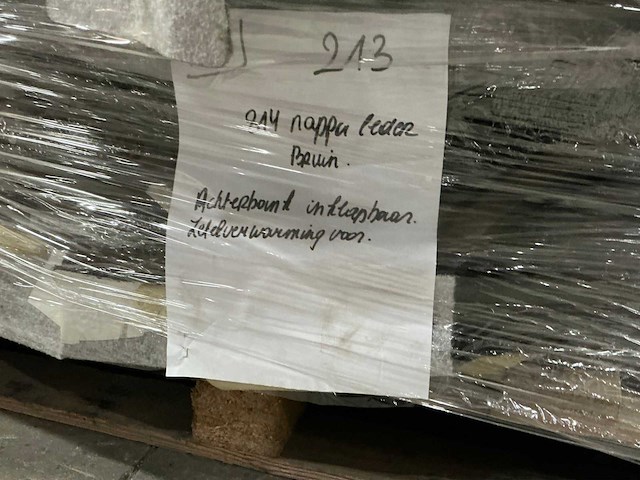 213
214 nappa leder
Bruin.
Achterbank inklapbaar.
Zetelverwarming voor.